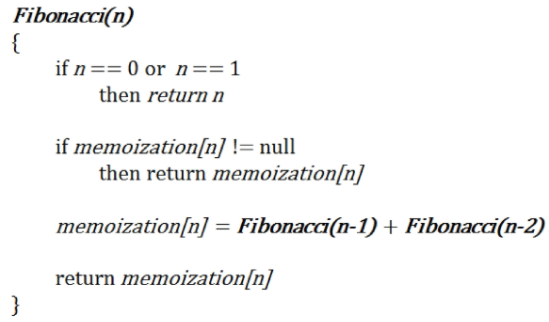 Fibonacci(n)
{
if n == 0 or n == 1
then return n
if memoization[n] != null
then return memoization[n]
memoization[n] = Fibonacci(n-1) + Fibonacci(n-2)
return memoization[n]
}